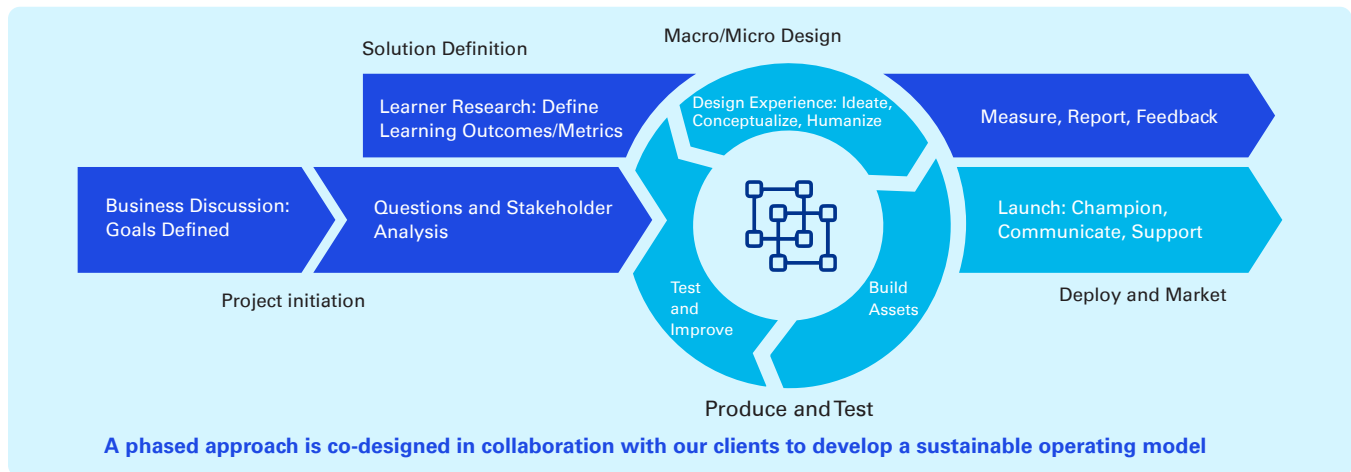 Solution Definition
Macro/Micro Design
Learner Research: Define
Learning Outcomes/Metrics
Design Experience: Ideate,
Conceptualize, Humanize
Measure, Report, Feedback
Business Discussion:
Goals Defined
Questions and Stakeholder
Analysis
Launch: Champion,
Communicate, Support
Test
and
Improve
Build
Assets
Project initiation
Deploy and Market
Produce and Test
A phased approach is co-designed in collaboration with our clients to develop a sustainable operating model